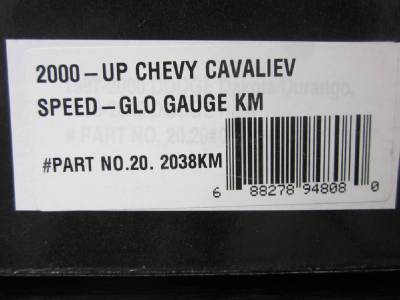 2000-UP CHEVY CAVALIEV
SPEED-GLO GAUGE KM
#PART NO.20. 2038KM
6 88278 94808 0